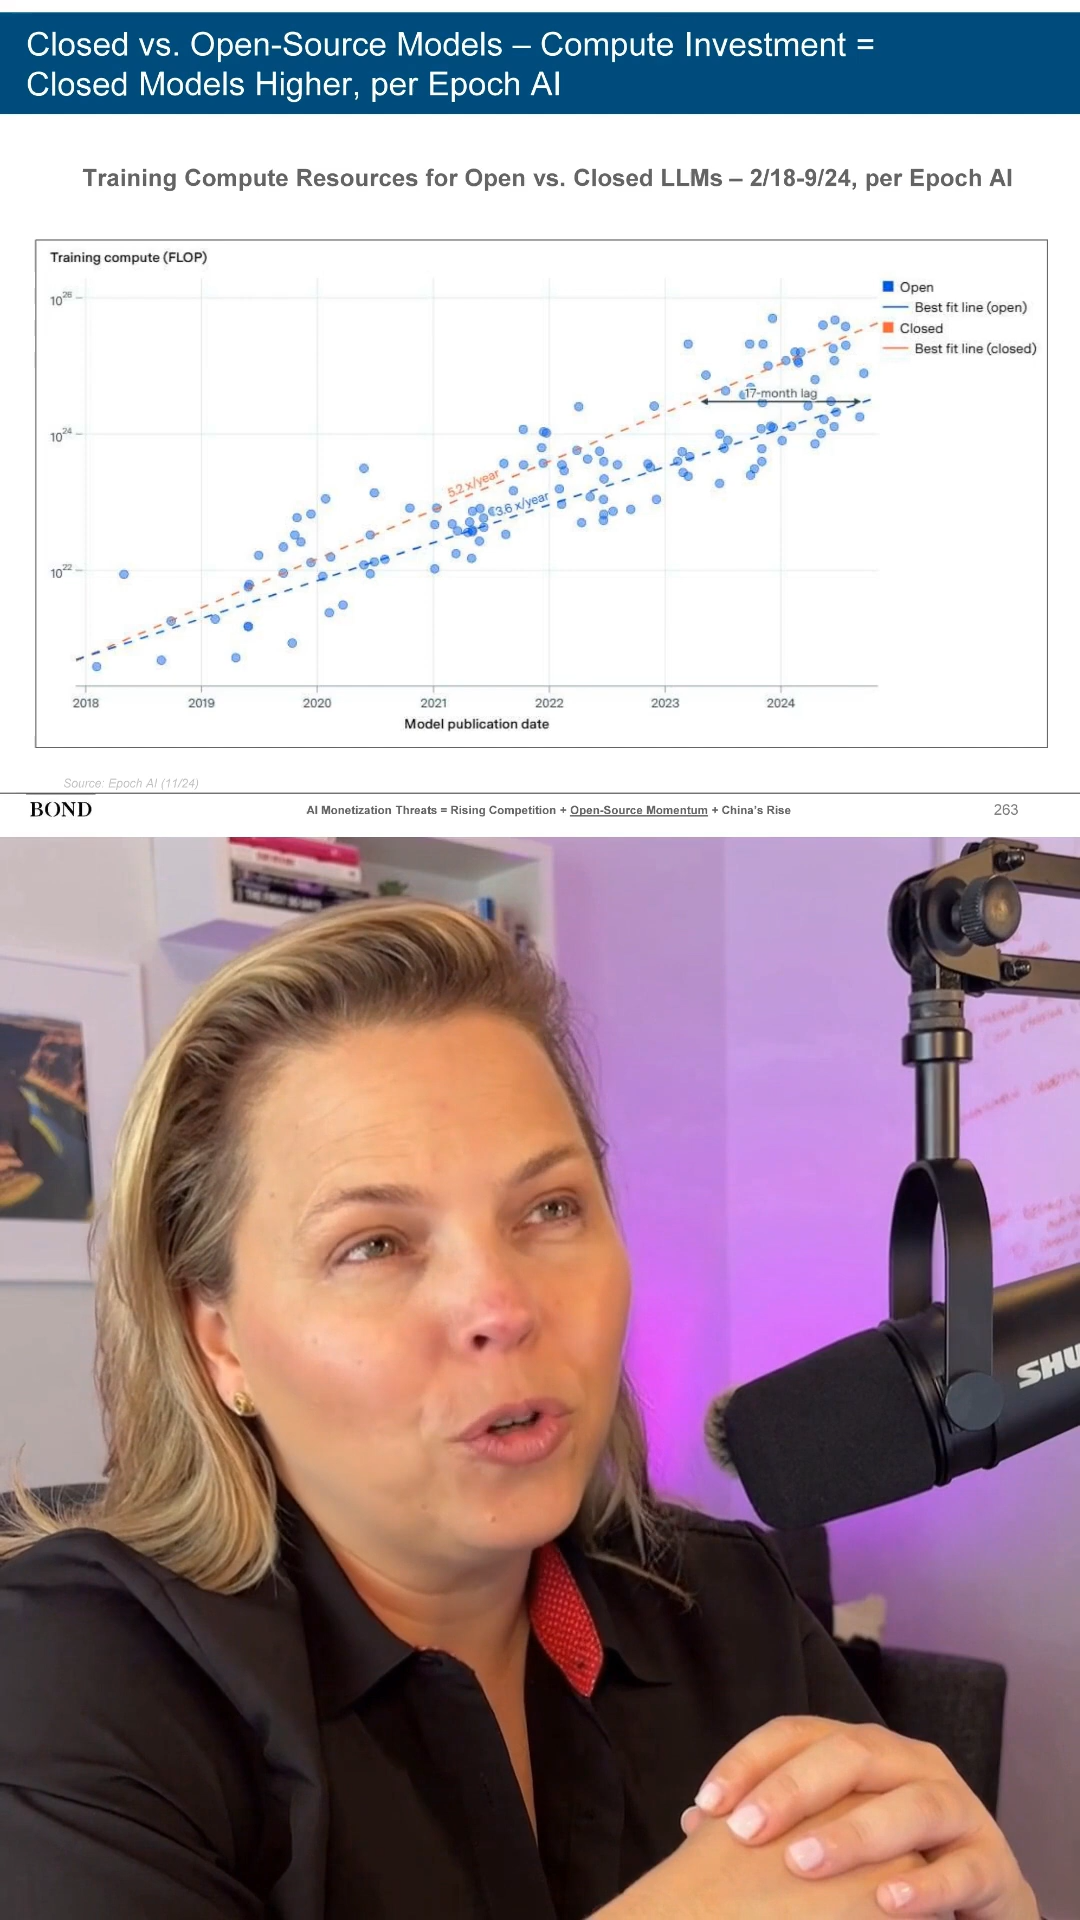 Closed vs. Open-Source Models – Compute Investment =
Closed Models Higher, per Epoch AI
Training Compute Resources for Open vs. Closed LLMs – 2/18-9/24, per Epoch AI
Training compute (FLOP)
10²⁶
10²⁴
10²²
Open
Best fit line (open)
Closed
Best fit line (closed)
17-month lag
5.2 x/year
3.6 x/year
2018 2019 2020 2021 2022 2023 2024
Model publication date
Source: Epoch AI (11/24)
BOND
AI Monetization Threats = Rising Competition + Open-Source Momentum + China's Rise
263
THE FIRST 90 DAYS
SHU